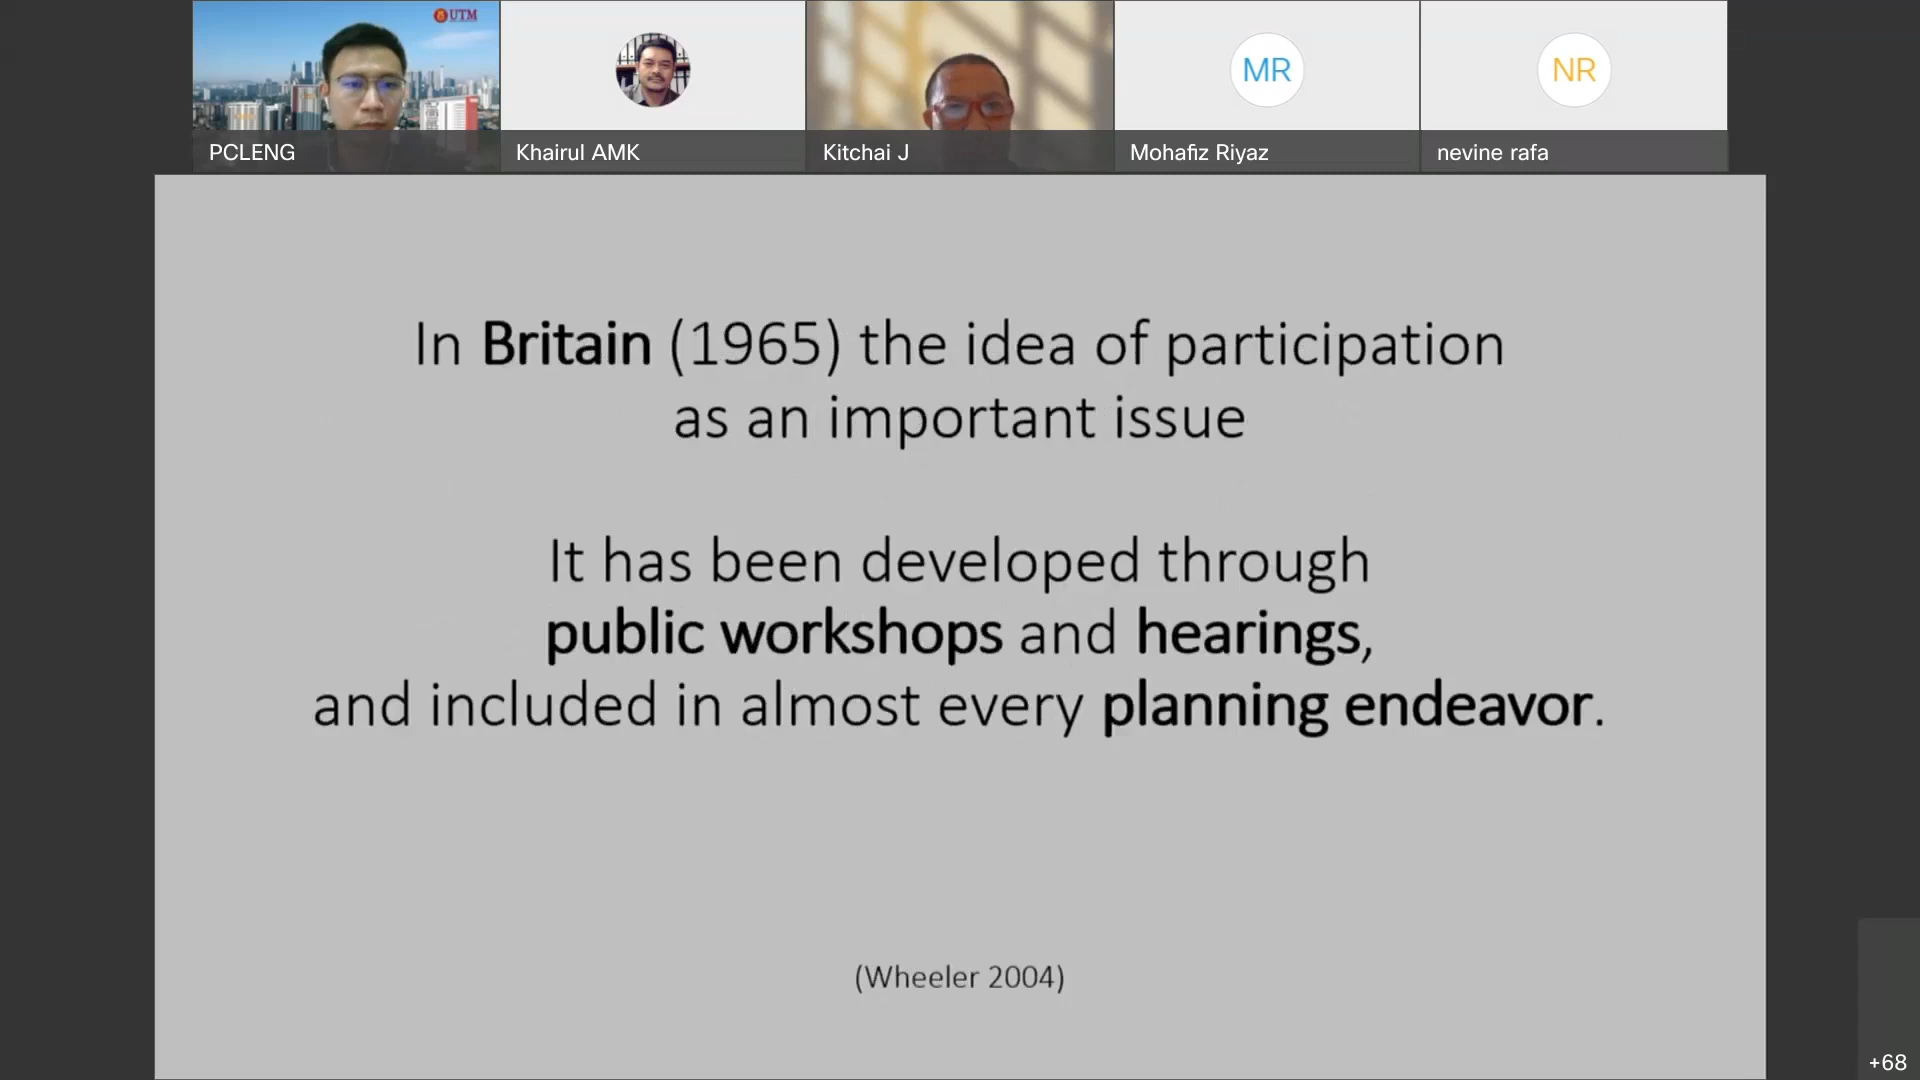 UTM
PCLENG
Khairul AMK
Kitchai J
MR
Mohafiz Riyaz
NR
nevine rafa
In Britain (1965) the idea of participation
as an important issue
It has been developed through
public workshops and hearings,
and included in almost every planning endeavor.
(Wheeler 2004)
+68